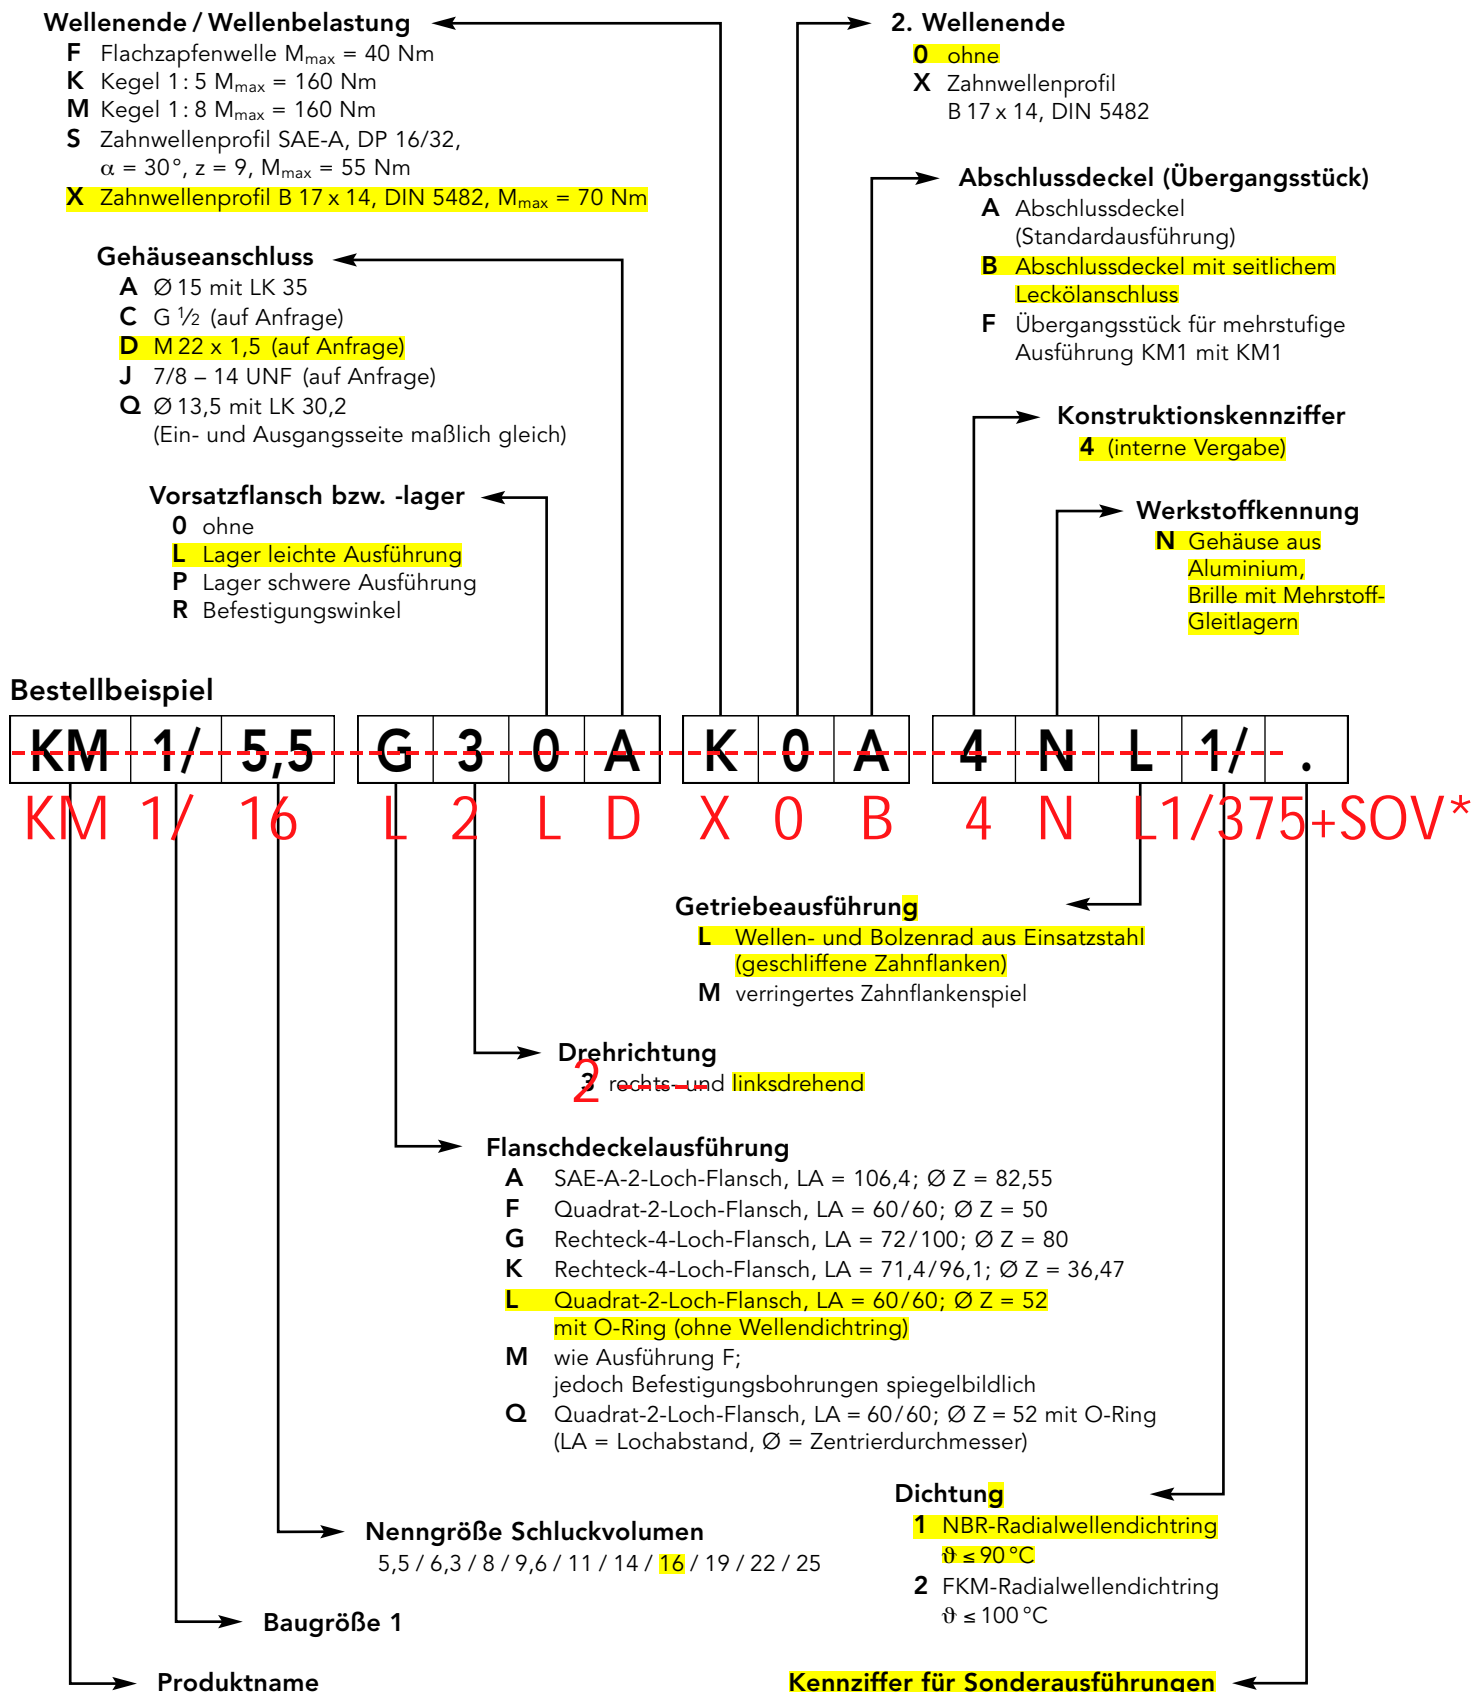 Wellenende / Wellenbelastung
F Flachzapfenwelle Mmax = 40 Nm
K Kegel 1 : 5 Mmax = 160 Nm
M Kegel 1 : 8 Mmax = 160 Nm
S Zahnwellenprofil SAE-A, DP 16/32,
α = 30°, z = 9, Mmax = 55 Nm
X Zahnwellenprofil B 17 x 14, DIN 5482, Mmax = 70 Nm
2. Wellenende
0 ohne
X Zahnwellenprofil
B 17 x 14, DIN 5482
Abschlussdeckel (Übergangsstück)
A Abschlussdeckel
(Standardausführung)
B Abschlussdeckel mit seitlichem
Leckölanschluss
F Übergangsstück für mehrstufige
Ausführung KM1 mit KM1
Gehäuseanschluss
A Ø 15 mit LK 35
C G ½ (auf Anfrage)
D M 22 x 1,5 (auf Anfrage)
J 7/8 – 14 UNF (auf Anfrage)
Q Ø 13,5 mit LK 30,2
(Ein- und Ausgangsseite maßlich gleich)
Konstruktionskennziffer
4 (interne Vergabe)
Vorsatzflansch bzw. -lager
0 ohne
L Lager leichte Ausführung
P Lager schwere Ausführung
R Befestigungswinkel
Werkstoffkennung
N Gehäuse aus
Aluminium,
Brille mit Mehrstoff-
Gleitlagern
Bestellbeispiel
KM 1/ 5,5 G 3 0 A K 0 A 4 N L 1/ .
KM 1/ 16 L 2 L D X 0 B 4 N L1/375+SOV*
Getriebeausführung
L Wellen- und Bolzenrad aus Einsatzstahl
(geschliffene Zahnflanken)
M verringertes Zahnflankenspiel
Drehrichtung
2 3 rechts- und linksdrehend
Flanschdeckelausführung
A SAE-A-2-Loch-Flansch, LA = 106,4; Ø Z = 82,55
F Quadrat-2-Loch-Flansch, LA = 60/60; Ø Z = 50
G Rechteck-4-Loch-Flansch, LA = 72/100; Ø Z = 80
K Rechteck-4-Loch-Flansch, LA = 71,4/96,1; Ø Z = 36,47
L Quadrat-2-Loch-Flansch, LA = 60/60; Ø Z = 52
mit O-Ring (ohne Wellendichtring)
M wie Ausführung F;
jedoch Befestigungsbohrungen spiegelbildlich
Q Quadrat-2-Loch-Flansch, LA = 60/60; Ø Z = 52 mit O-Ring
(LA = Lochabstand, Ø = Zentrierdurchmesser)
Dichtung
1 NBR-Radialwellendichtring
ϑ ≤ 90 °C
2 FKM-Radialwellendichtring
ϑ ≤ 100 °C
Nenngröße Schluckvolumen
5,5 / 6,3 / 8 / 9,6 / 11 / 14 / 16 / 19 / 22 / 25
Baugröße 1
Produktname
Kennziffer für Sonderausführungen